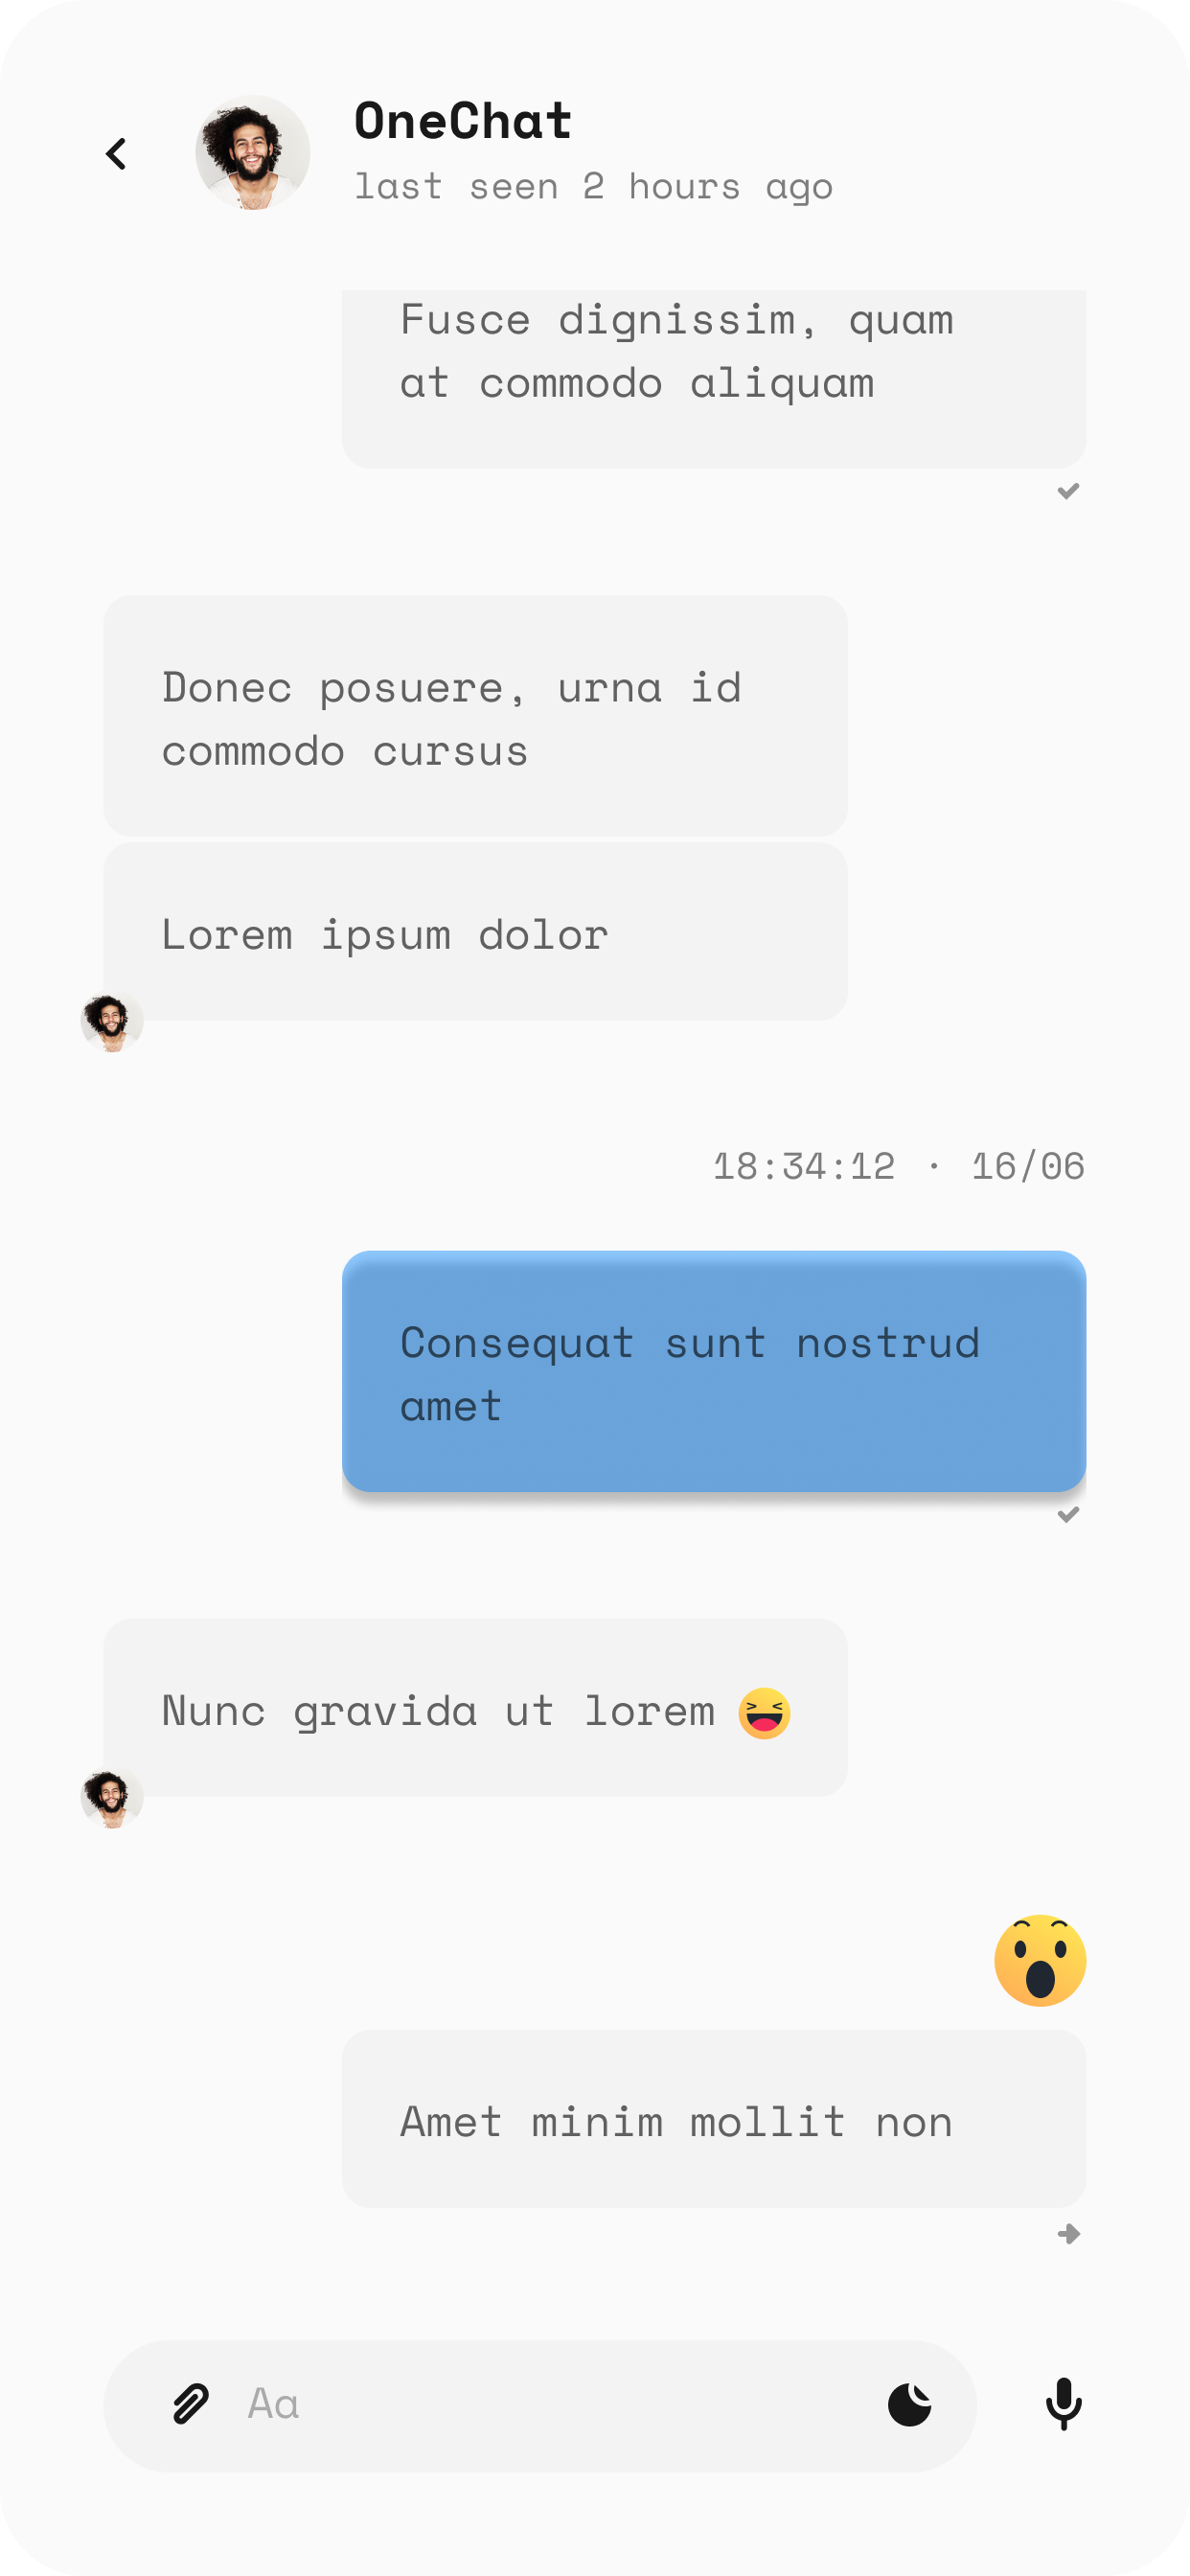 OneChat
last seen 2 hours ago
Fusce dignissim, quam
at commodo aliquam
Donec posuere, urna id
commodo cursus
Lorem ipsum dolor
18:34:12 · 16/06
Consequat sunt nostrud
amet
Nunc gravida ut lorem 😆
😮
Amet minim mollit non
Aa